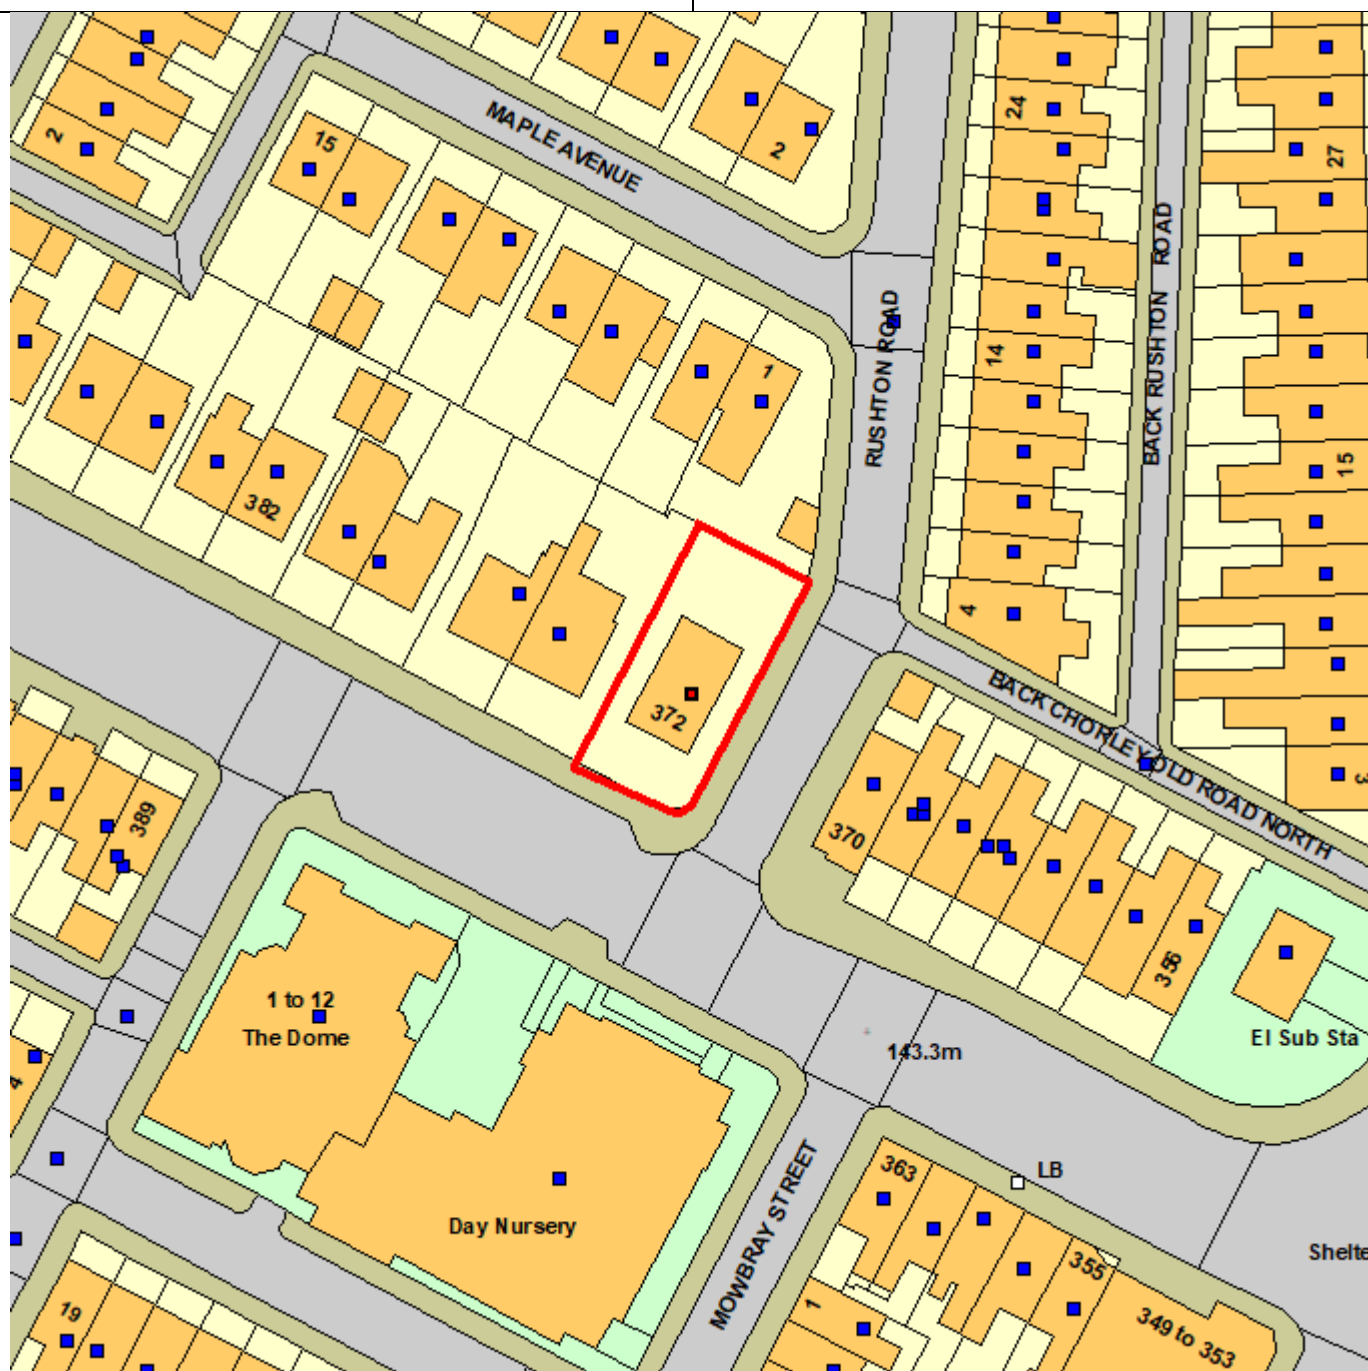 24
2
MAPLE AVENUE
15
2
27
BACK RUSHTON ROAD
RUSHTON ROAD
14
1
15
382
4
372
BACK CHORLEY OLD ROAD NORTH
3
389
370
356
1 to 12
The Dome
El Sub Sta
143.3m
4
LB
363
MOWBRAY STREET
Day Nursery
Shelte
355
19
1
349 to 353